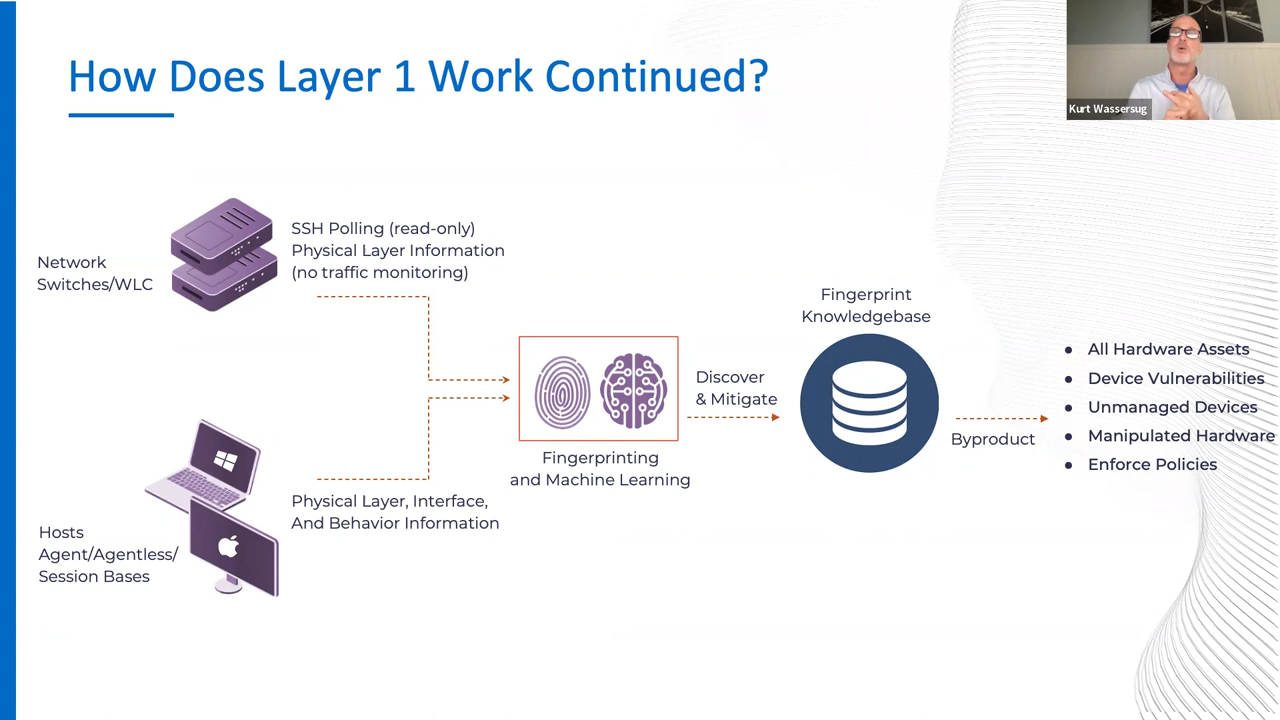 How Does Layer 1 Work Continued?
Kurt Wassersug
Network
Switches/WLC
SSH Polling (read-only)
Physical Layer Information
(no traffic monitoring)
Hosts
Agent/Agentless/
Session Bases
Physical Layer, Interface,
And Behavior Information
Fingerprinting
and Machine Learning
Discover
& Mitigate
Fingerprint
Knowledgebase
Byproduct
● All Hardware Assets
● Device Vulnerabilities
● Unmanaged Devices
● Manipulated Hardware
● Enforce Policies